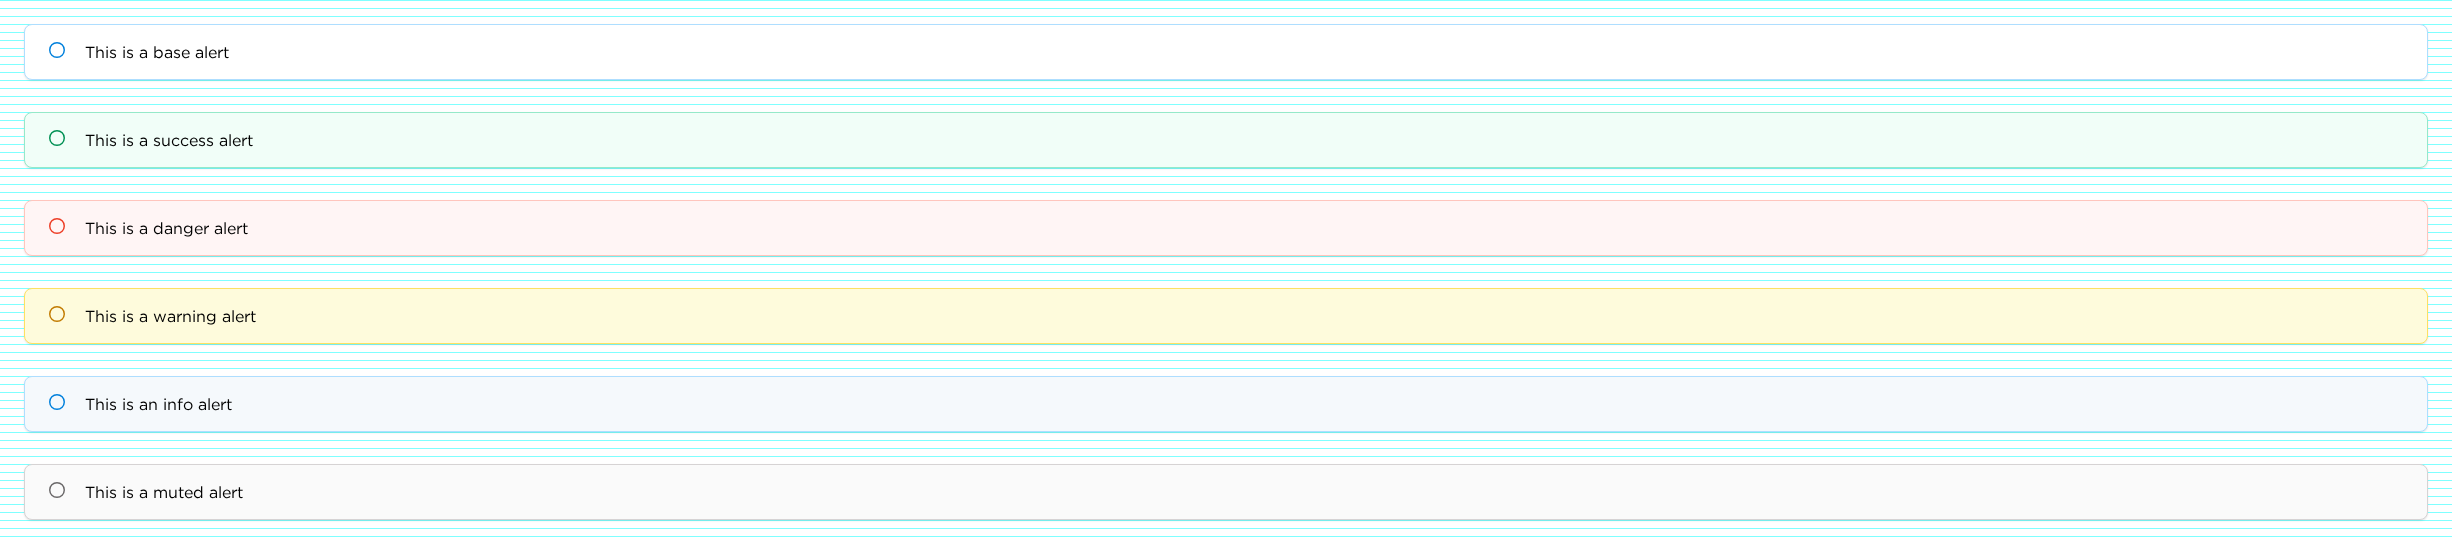 This is a base alert
This is a success alert
This is a danger alert
This is a warning alert
This is an info alert
This is a muted alert